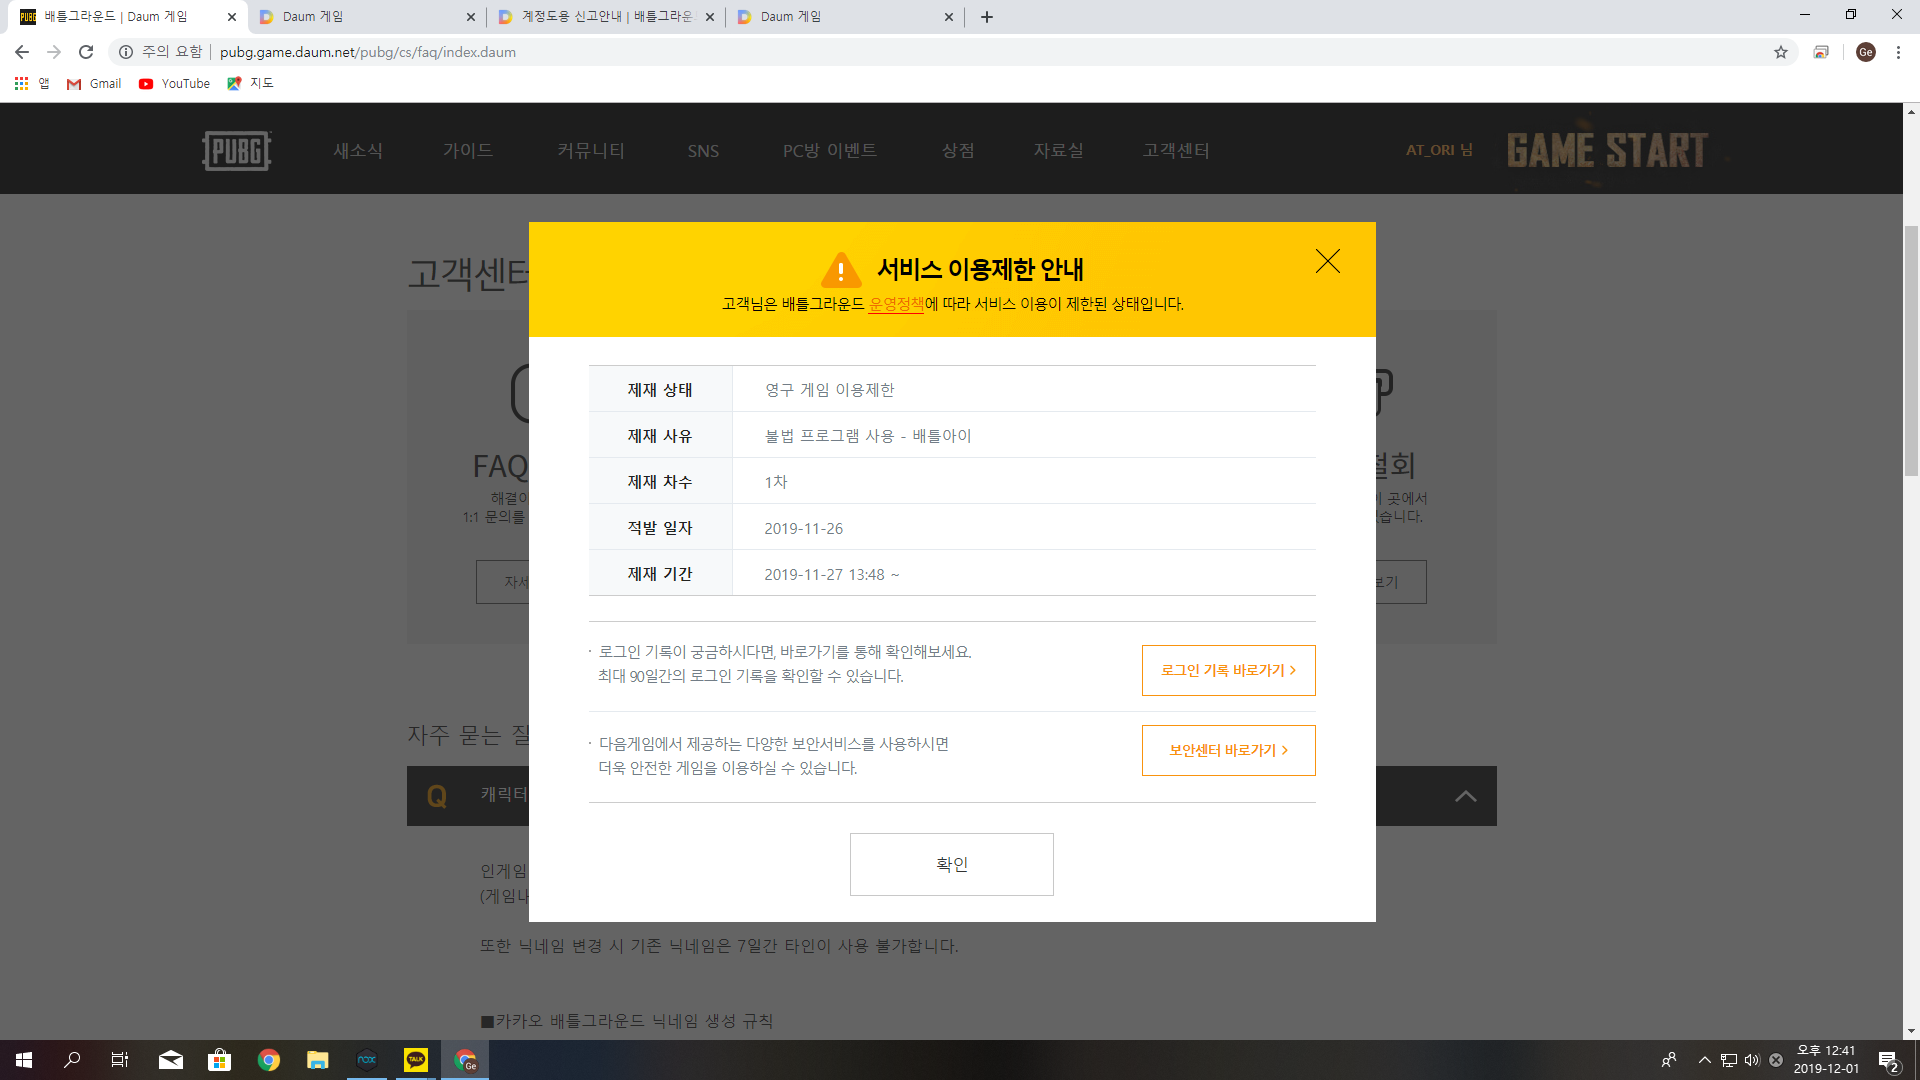 배틀그라운드 | Daum 게임
Daum 게임
계정도용 신고안내 | 배틀그라운
Daum 게임
주의 요함
pubg.game.daum.net/pubg/cs/faq/index.daum
Ge
앱
Gmail
YouTube
지도
PUBG
새소식
가이드
커뮤니티
SNS
PC방 이벤트
상점
자료실
고객센터
AT_ORI 님
GAME START
고객센터
서비스 이용제한 안내
고객님은 배틀그라운드 운영정책에 따라 서비스 이용이 제한된 상태입니다.
제재 상태
영구 게임 이용제한
제재 사유
불법 프로그램 사용 - 배틀아이
제재 차수
1차
적발 일자
2019-11-26
제재 기간
2019-11-27 13:48 ~
FAQ
1:1 문의를
곳에서
보기
· 로그인 기록이 궁금하시다면, 바로가기를 통해 확인해보세요.
최대 90일간의 로그인 기록을 확인할 수 있습니다.
로그인 기록 바로가기 >
· 다음게임에서 제공하는 다양한 보안서비스를 사용하시면
더욱 안전한 게임을 이용하실 수 있습니다.
보안센터 바로가기 >
확인
자주 묻는 질
Q
캐릭터
인게임
(게임내
또한 닉네임 변경 시 기존 닉네임은 7일간 타인이 사용 불가합니다.
■카카오 배틀그라운드 닉네임 생성 규칙
nox
TALK
Ge
오후 12:41
2019-12-01
2